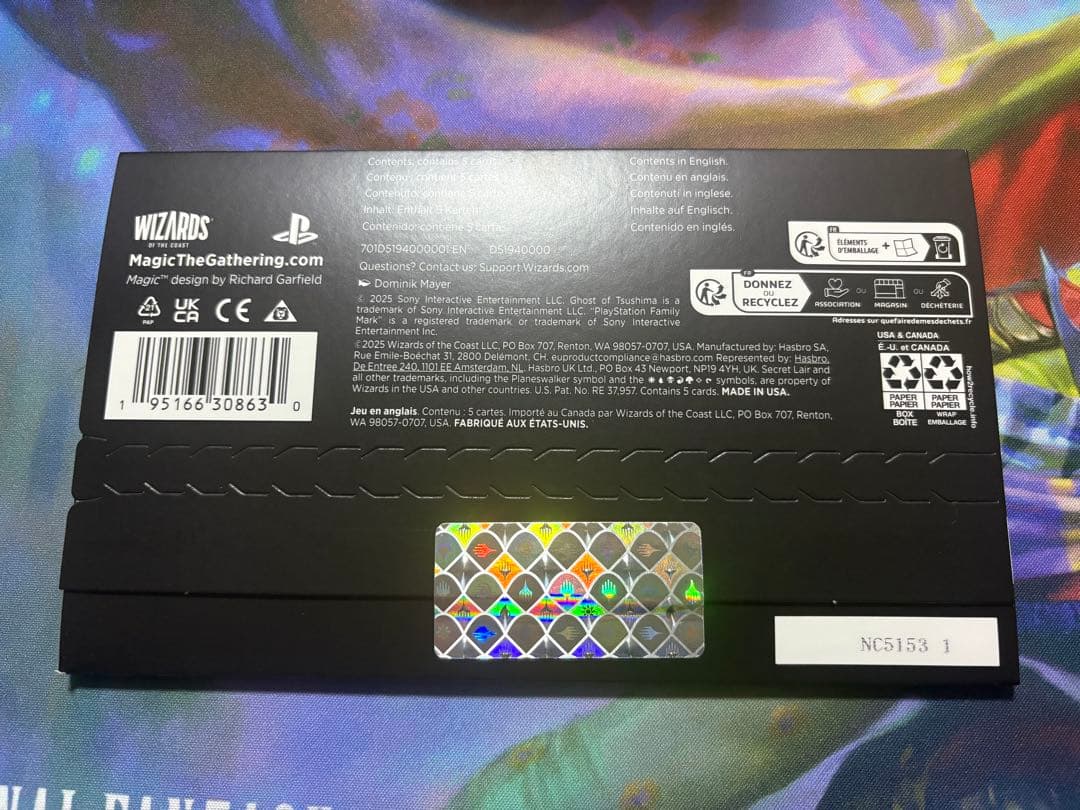 Contents: contains 5 cards.
Contenu : contient 5 cartes.
Contenuto: contiene 5 carte.
Inhalt: Enthält 5 Karten.
Contenido: contiene 5 cartas.
Contents in English.
Contenu en anglais.
Contenuti in inglese.
Inhalte auf Englisch.
Contenido en inglés.
WIZARDS
OF THE COAST
MagicTheGathering.com
Magic™ design by Richard Garfield
21
PAP
UK
CA
CE
1 95166 30863 0
701D5194000001 EN D51940000
Questions? Contact us: Support.Wizards.com
Dominik Mayer
© 2025 Sony Interactive Entertainment LLC. Ghost of Tsushima is a
trademark of Sony Interactive Entertainment LLC. "PlayStation Family
Mark" is a registered trademark or trademark of Sony Interactive
Entertainment Inc.
©2025 Wizards of the Coast LLC, PO Box 707, Renton, WA 98057-0707, USA. Manufactured by: Hasbro SA,
Rue Emile-Boéchat 31, 2800 Delémont, CH. euproductcompliance@hasbro.com Represented by: Hasbro,
De Entree 240, 1101 EE Amsterdam, NL. Hasbro UK Ltd., PO Box 43 Newport, NP19 4YH, UK. Secret Lair and
all other trademarks, including the Planeswalker symbol and the symbols, are property of
Wizards in the USA and other countries. U.S. Pat. No. RE 37,957. Contains 5 cards. MADE IN USA.
Jeu en anglais. Contenu : 5 cartes. Importé au Canada par Wizards of the Coast LLC, PO Box 707, Renton,
WA 98057-0707, USA. FABRIQUÉ AUX ÉTATS-UNIS.
FR
ÉLÉMENTS
D'EMBALLAGE +
FR
DONNEZ
OU
RECYCLEZ
ASSOCIATION OU MAGASIN OU DÉCHÈTERIE
Adresses sur quefairedemesdechets.fr
USA & CANADA
É.-U. et CANADA
PAPER
PAPIER
BOX
BOÎTE
PAPER
PAPIER
WRAP
EMBALLAGE
how2recycle.info
NC5153 1
NAL FANTASY